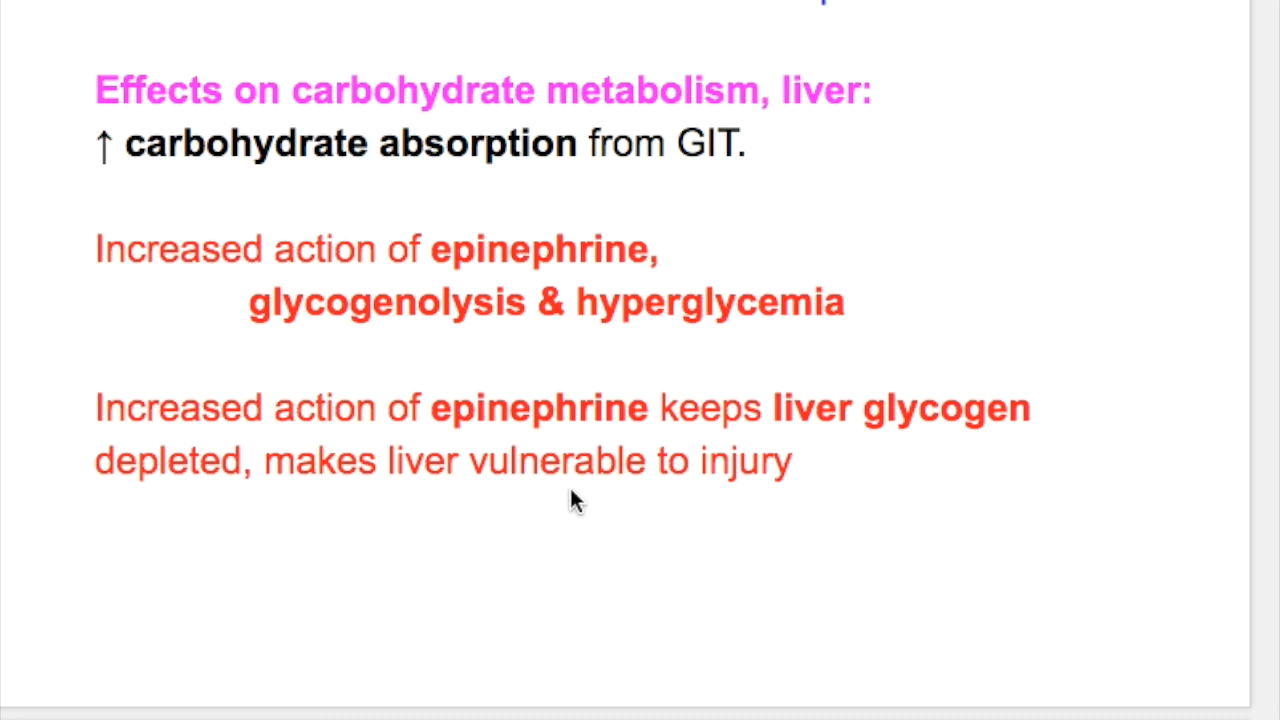 Effects on carbohydrate metabolism, liver:
↑ carbohydrate absorption from GIT.
Increased action of epinephrine,
glycogenolysis & hyperglycemia
Increased action of epinephrine keeps liver glycogen
depleted, makes liver vulnerable to injury